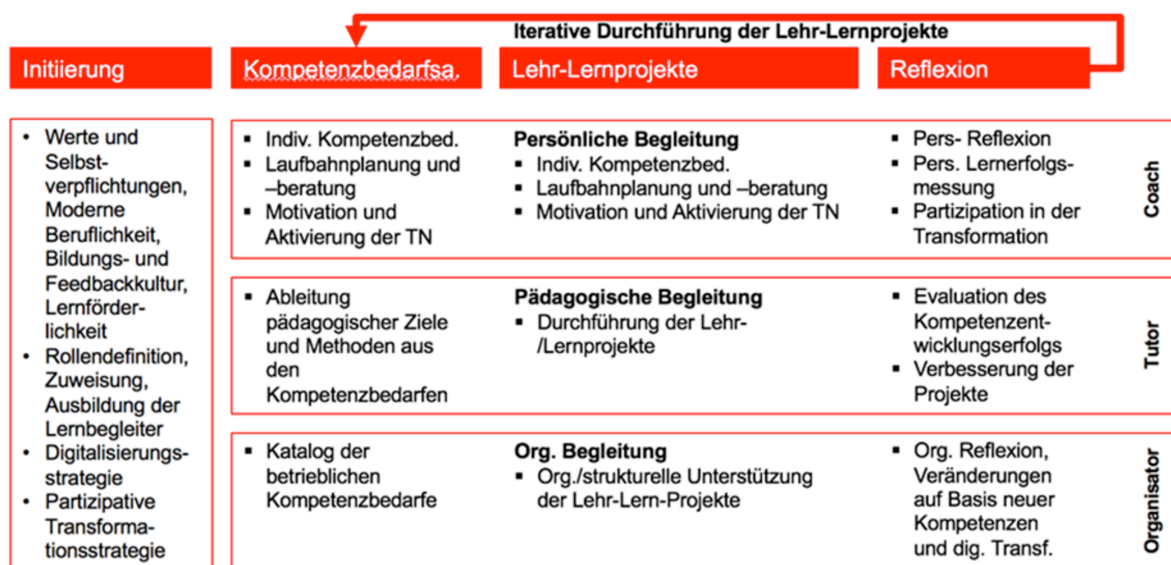 Iterative Durchführung der Lehr-Lernprojekte
Initiierung
Kompetenzbedarfsa.
Lehr-Lernprojekte
Reflexion
• Werte und
Selbst-
verpflichtungen,
Moderne
Beruflichkeit,
Bildungs- und
Feedbackkultur,
Lernförder-
lichkeit
• Rollendefinition,
Zuweisung,
Ausbildung der
Lernbegleiter
• Digitalisierungs-
strategie
• Partizipative
Transforma-
tionsstrategie
▪ Indiv. Kompetenzbed.
▪ Laufbahnplanung und
–beratung
▪ Motivation und
Aktivierung der TN
Persönliche Begleitung
▪ Indiv. Kompetenzbed.
▪ Laufbahnplanung und –beratung
▪ Motivation und Aktivierung der TN
▪ Pers- Reflexion
▪ Pers. Lernerfolgs-
messung
▪ Partizipation in der
Transformation
Coach
▪ Ableitung
pädagogischer Ziele
und Methoden aus
den
Kompetenzbedarfen
Pädagogische Begleitung
▪ Durchführung der Lehr-
/Lernprojekte
▪ Evaluation des
Kompetenzent-
wicklungserfolgs
▪ Verbesserung der
Projekte
Tutor
▪ Katalog der
betrieblichen
Kompetenzbedarfe
Org. Begleitung
▪ Org./strukturelle Unterstützung
der Lehr-Lern-Projekte
▪ Org. Reflexion,
Veränderungen
auf Basis neuer
Kompetenzen
und dig. Transf.
Organisator